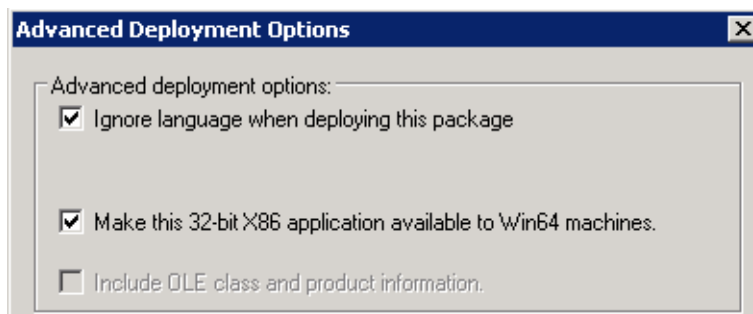 Advanced Deployment Options
Advanced deployment options:
Ignore language when deploying this package
Make this 32-bit X86 application available to Win64 machines.
Include OLE class and product information.